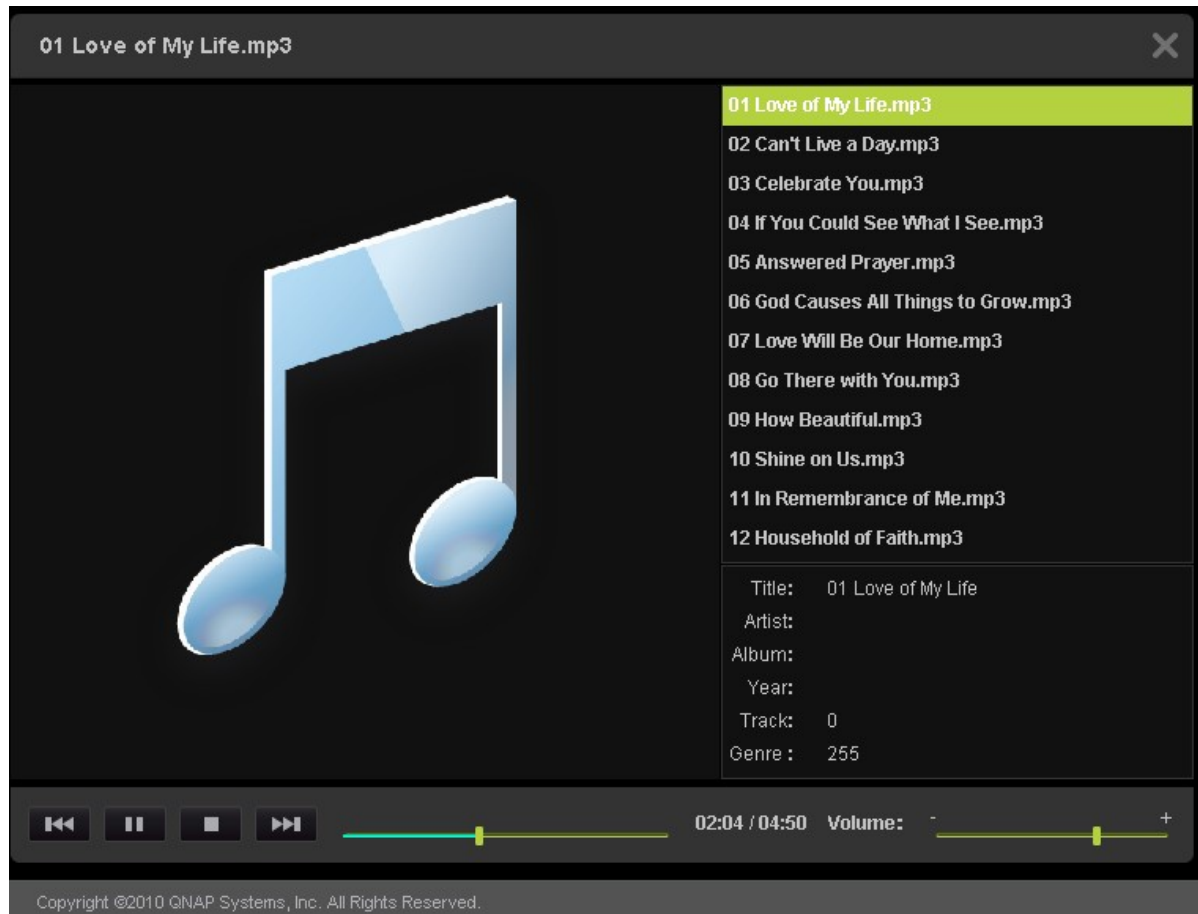 01 Love of My Life.mp3
01 Love of My Life.mp3
02 Can't Live a Day.mp3
03 Celebrate You.mp3
04 If You Could See What I See.mp3
05 Answered Prayer.mp3
06 God Causes All Things to Grow.mp3
07 Love Will Be Our Home.mp3
08 Go There with You.mp3
09 How Beautiful.mp3
10 Shine on Us.mp3
11 In Remembrance of Me.mp3
12 Household of Faith.mp3
Title: 01 Love of My Life
Artist:
Album:
Year:
Track: 0
Genre : 255
02:04 / 04:50 Volume: - +
Copyright ©2010 QNAP Systems, Inc. All Rights Reserved.